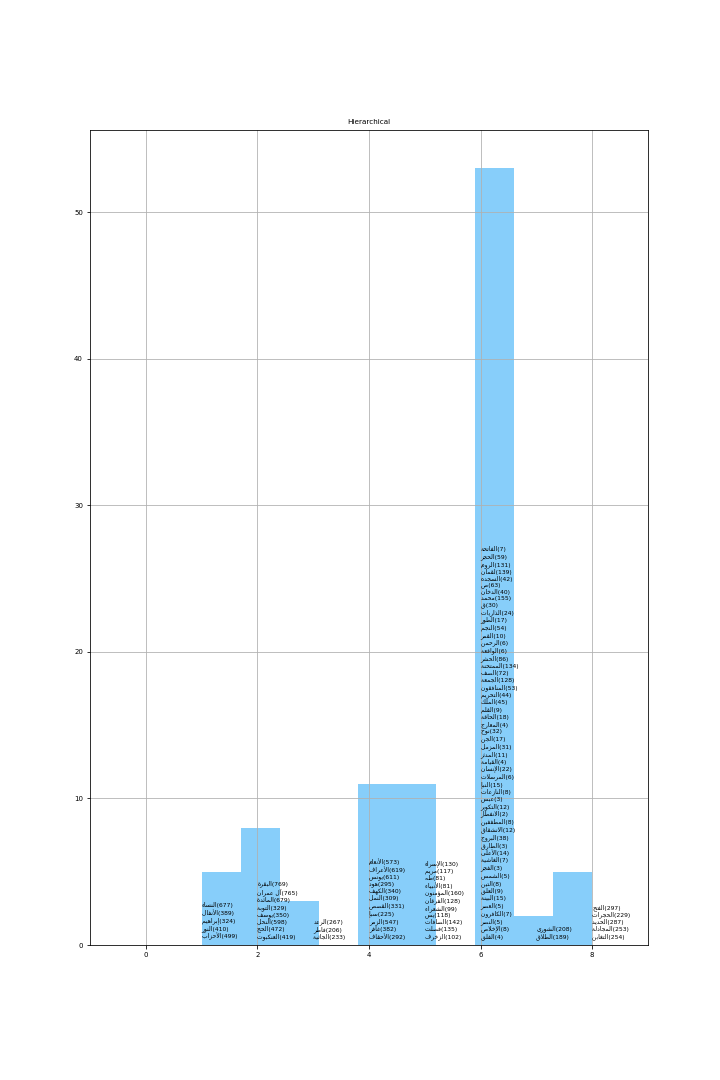 Hierarchical
50
40
30
20
10
0
الفاتحة(7)
الحجر(59)
الروم(131)
لقمان(139)
السجدة(42)
ص(63)
الدخان(40)
محمد(155)
ق(30)
الذاريات(24)
الطور(17)
النجم(54)
القمر(10)
الرحمن(6)
الواقعة(6)
الحشر(86)
الممتحنة(134)
الصف(72)
الجمعة(128)
المنافقون(53)
التحريم(44)
الملك(45)
القلم(9)
الحاقة(18)
المعارج(4)
نوح(32)
الجن(17)
المزمل(31)
المدثر(11)
القيامة(4)
الإنسان(22)
المرسلات(6)
النبأ(15)
النازعات(8)
عبس(3)
التكوير(12)
الانفطار(2)
المطففين(8)
الانشقاق(12)
البروج(38)
الطارق(3)
الأعلى(14)
الغاشية(7)
الفجر(3)
الشمس(5)
التين(8)
العلق(9)
البينة(15)
العصر(5)
الكافرون(7)
النصر(5)
الإخلاص(8)
الفلق(4)
النساء(677)
الأنفال(389)
إبراهيم(324)
النور(410)
الأحزاب(499)
البقرة(769)
آل عمران(765)
المائدة(679)
التوبة(329)
يوسف(350)
النحل(598)
الحج(472)
العنكبوت(419)
الرعد(267)
فاطر(206)
الجاثية(233)
الأنعام(573)
الأعراف(619)
يونس(611)
هود(295)
الكهف(340)
النمل(309)
القصص(331)
سبأ(225)
الزمر(547)
غافر(382)
الأحقاف(292)
الإسراء(130)
مريم(117)
طه(81)
الأنبياء(81)
المؤمنون(160)
الفرقان(128)
الشعراء(99)
يس(118)
الصافات(142)
فصلت(135)
الزخرف(102)
الشورى(208)
الطلاق(189)
الفتح(297)
الحجرات(229)
الحديد(287)
المجادلة(253)
التغابن(254)
0 2 4 6 8